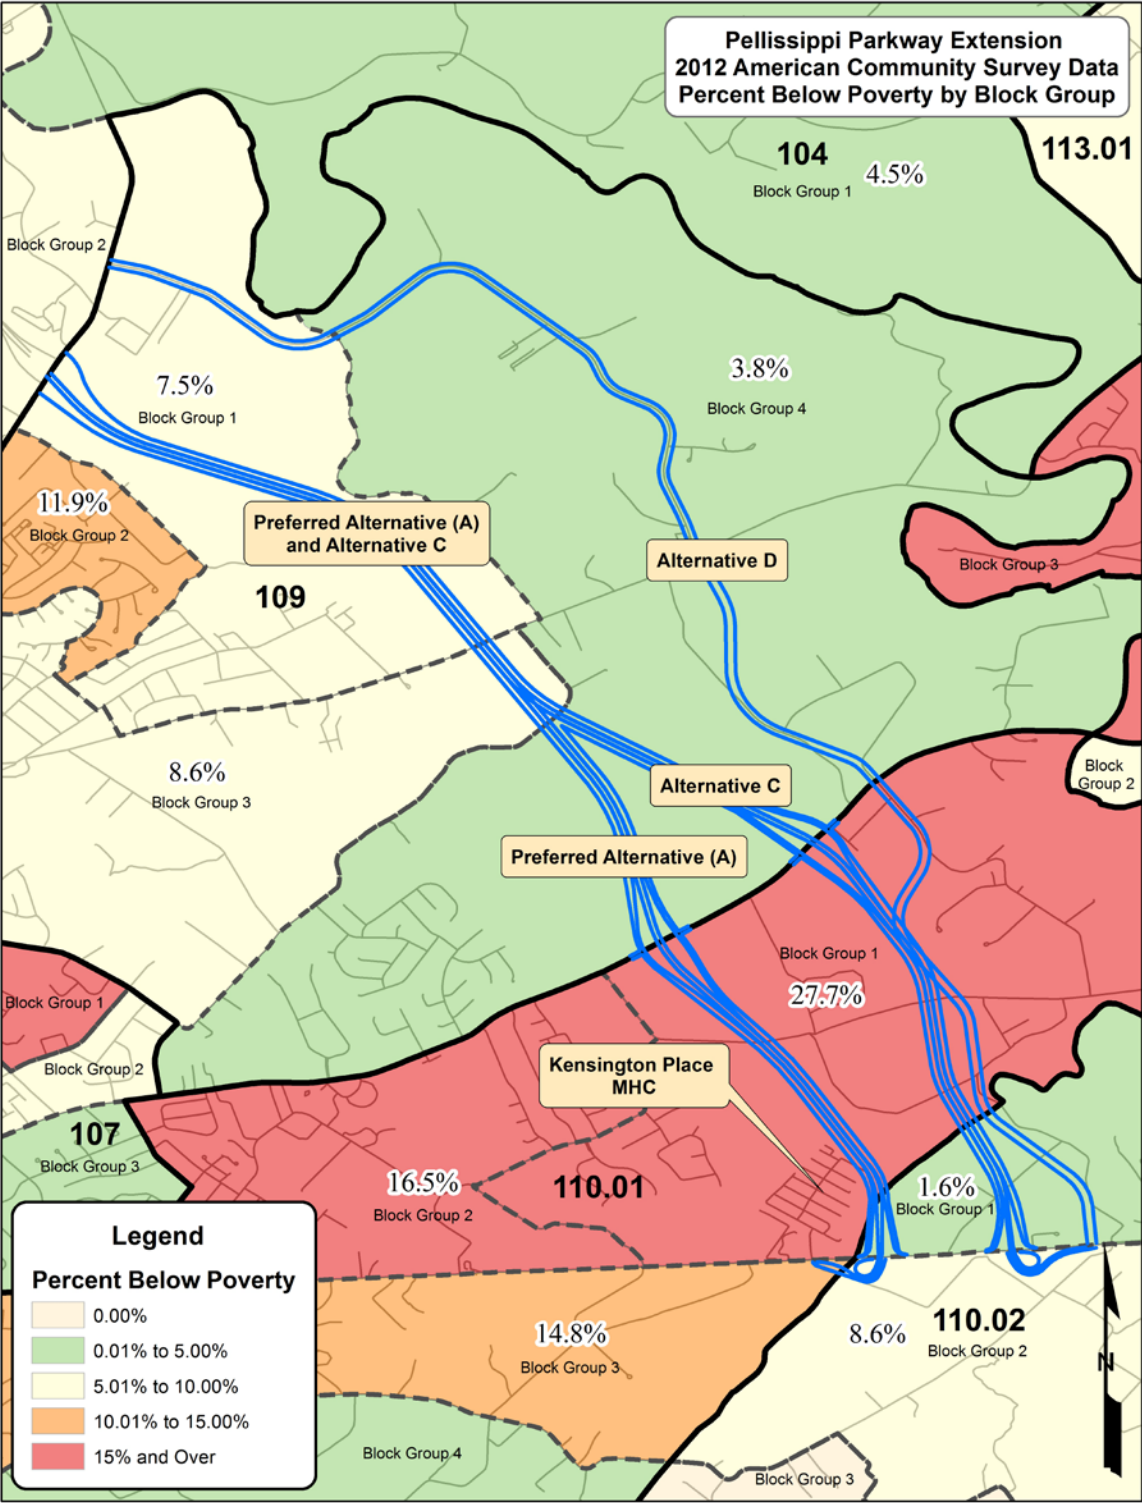 Pellissippi Parkway Extension
2012 American Community Survey Data
Percent Below Poverty by Block Group
113.01
104
4.5%
Block Group 1
Block Group 2
3.8%
Block Group 4
7.5%
Block Group 1
11.9%
Block Group 2
Preferred Alternative (A)
and Alternative C
Alternative D
Block Group 3
109
8.6%
Block Group 3
Block
Group 2
Alternative C
Preferred Alternative (A)
Block Group 1
27.7%
Block Group 1
Block Group 2
Kensington Place
MHC
107
Block Group 3
16.5%
Block Group 2
110.01
1.6%
Block Group 1
Legend
Percent Below Poverty
0.00%
0.01% to 5.00%
5.01% to 10.00%
10.01% to 15.00%
15% and Over
14.8%
Block Group 3
8.6%
110.02
Block Group 2
N
Block Group 4
Block Group 3